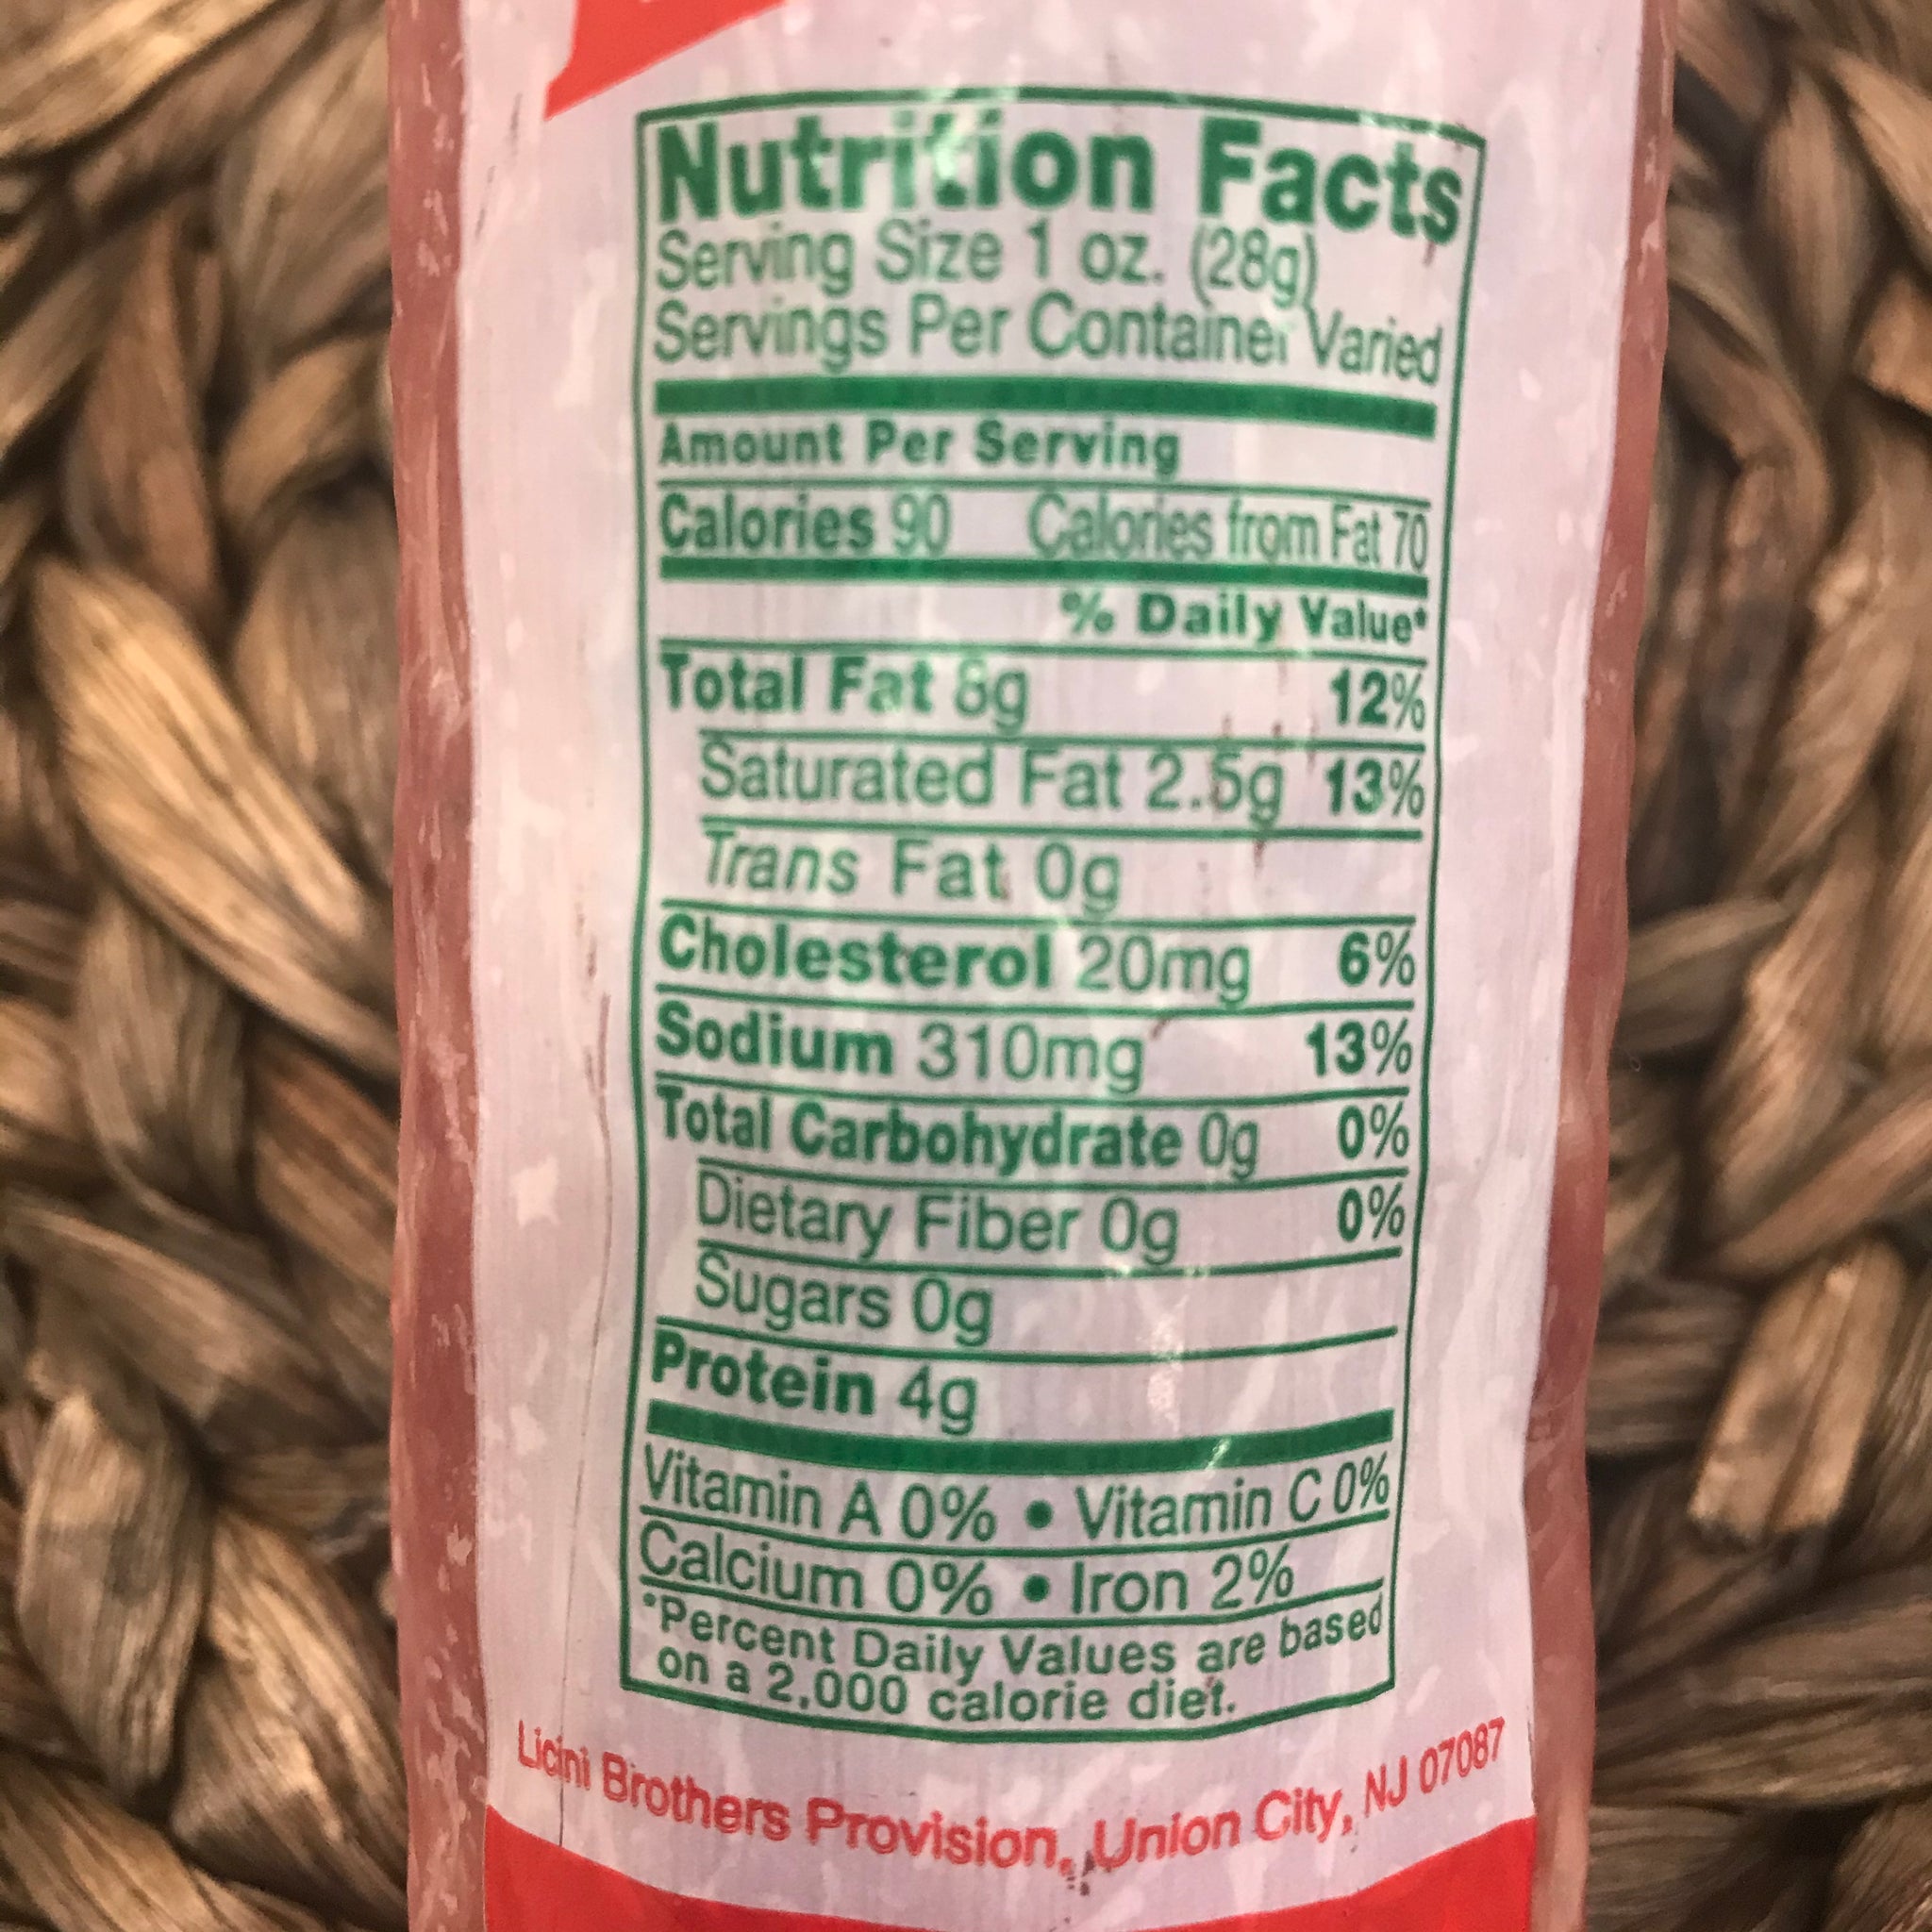 Nutrition Facts
Serving Size 1 oz. (28g)
Servings Per Container Varied
Amount Per Serving
Calories 90 Calories from Fat 70
% Daily Value*
Total Fat 8g 12%
Saturated Fat 2.5g 13%
Trans Fat 0g
Cholesterol 20mg 6%
Sodium 310mg 13%
Total Carbohydrate 0g 0%
Dietary Fiber 0g 0%
Sugars 0g
Protein 4g
Vitamin A 0% • Vitamin C 0%
Calcium 0% • Iron 2%
*Percent Daily Values are based
on a 2,000 calorie diet.
Licini Brothers Provision, Union City, NJ 07087